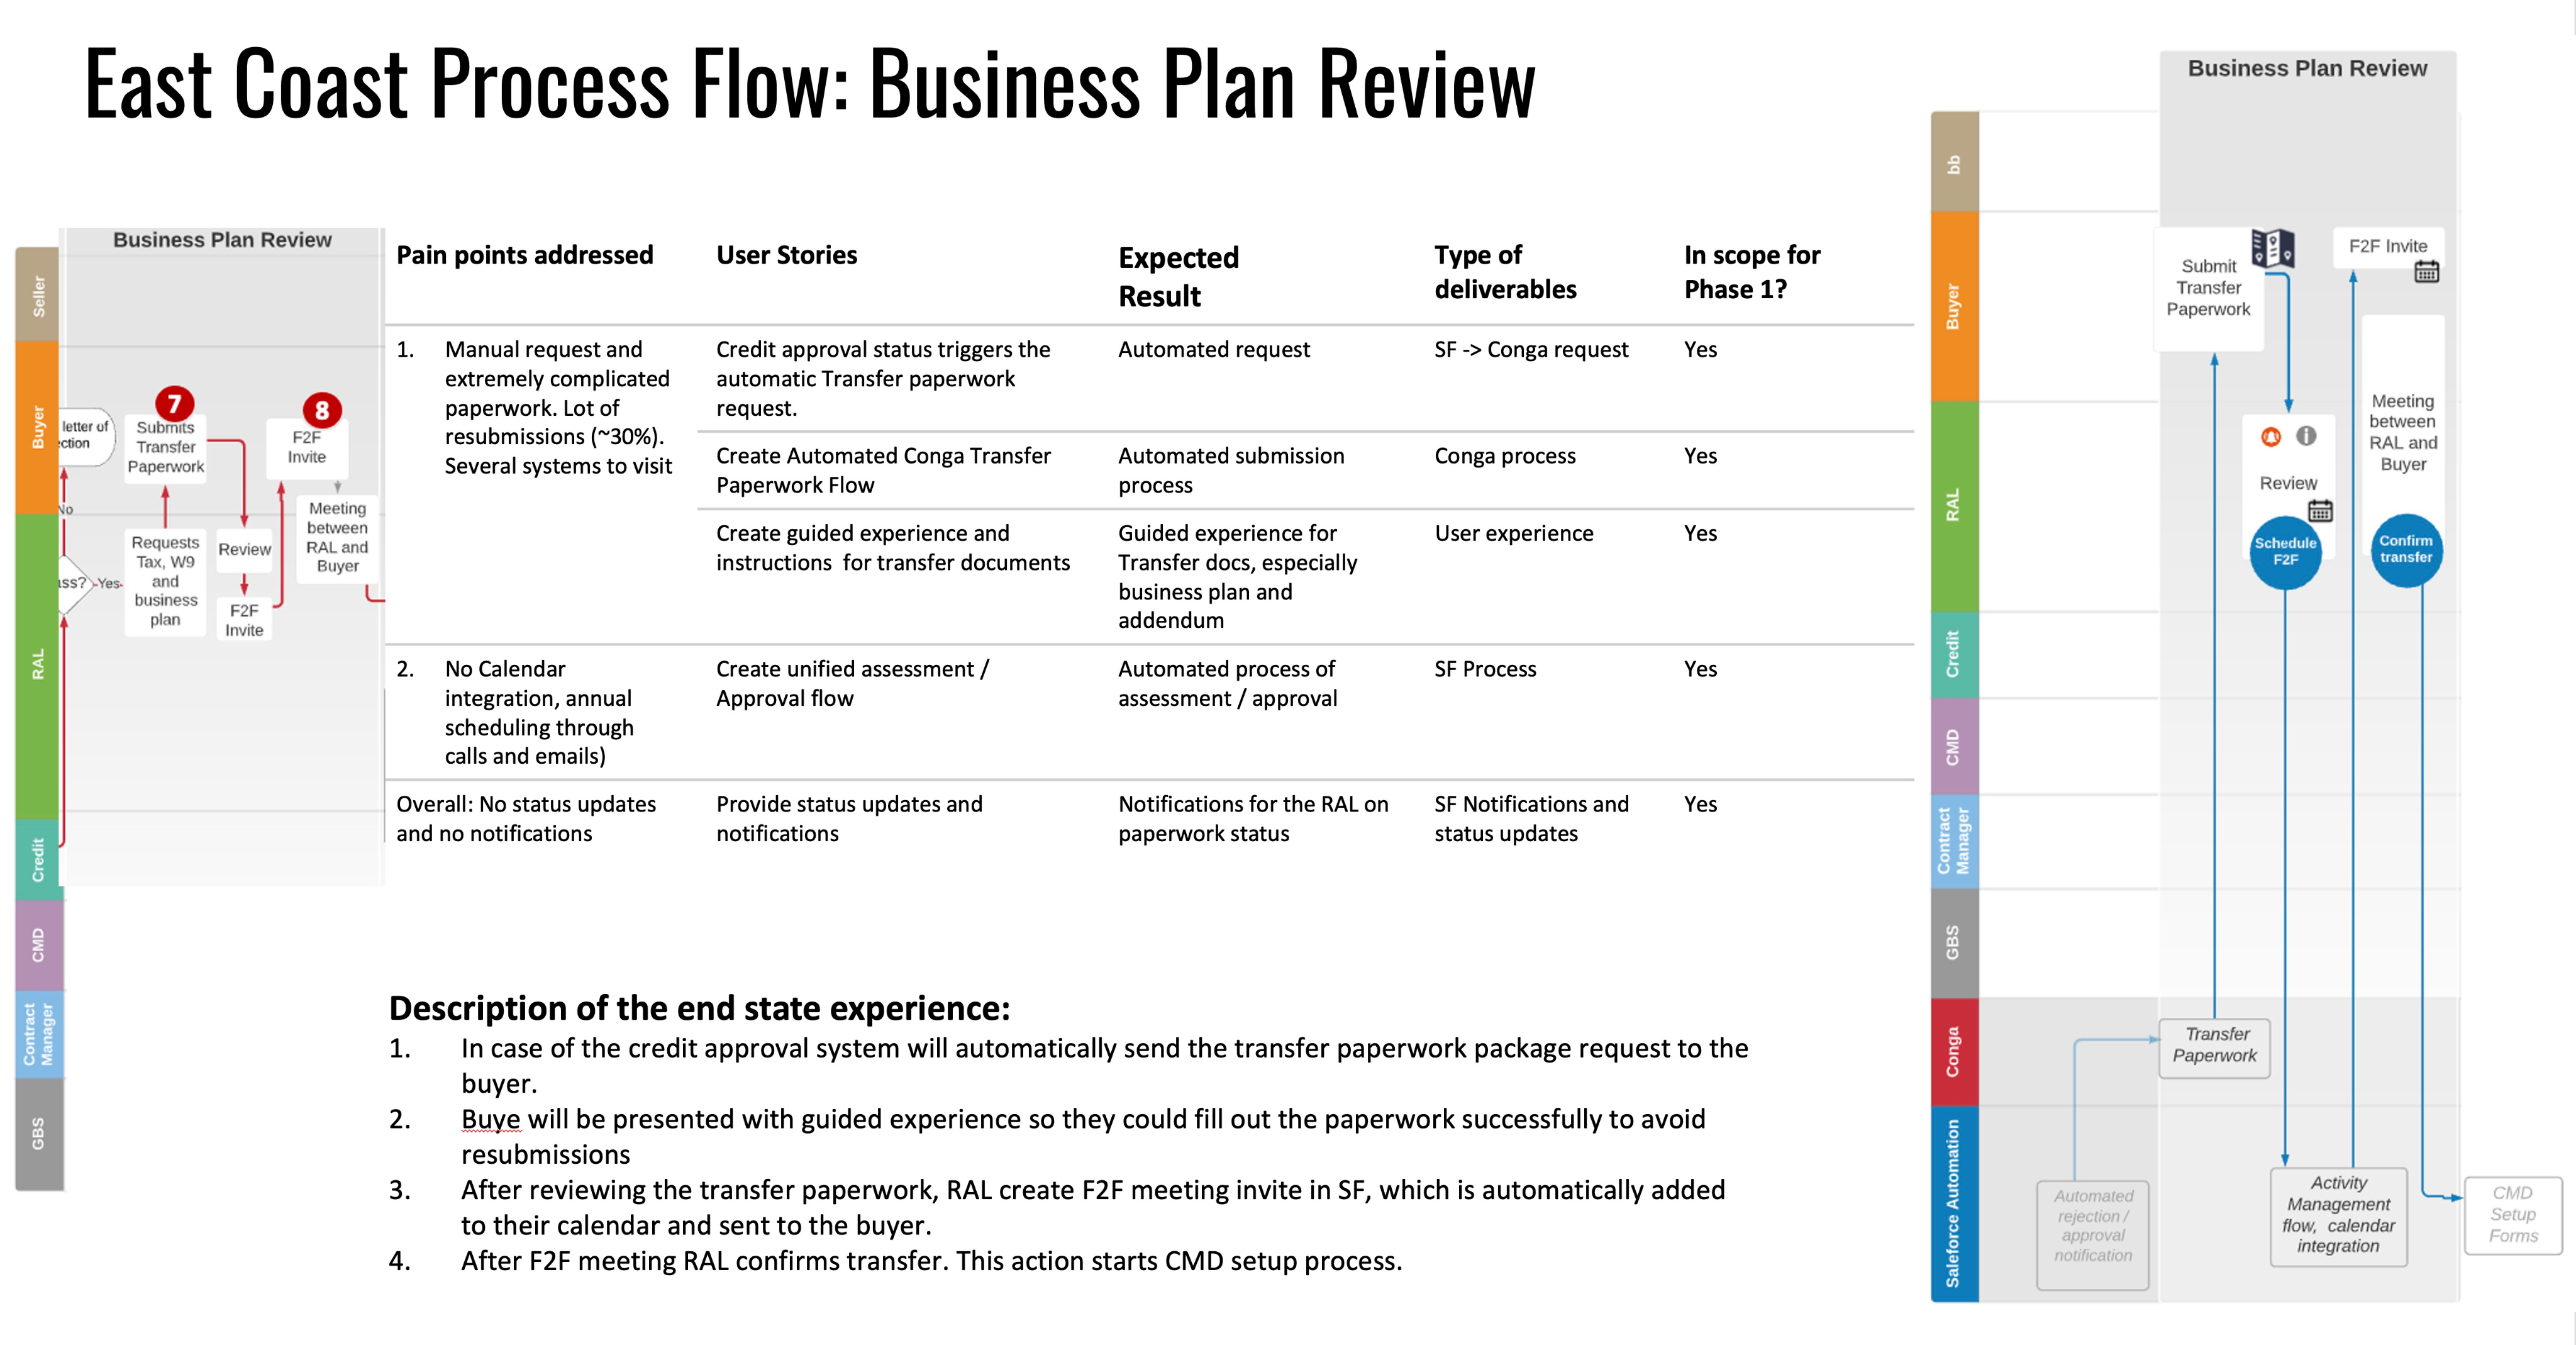 East Coast Process Flow: Business Plan Review
Business Plan Review
Seller
Buyer
RAL
Credit
CMD
Contract
Manager
GBS
letter of
ction
No
ass?
Yes
7
Submits
Transfer
Paperwork
Requests
Tax, W9
and
business
plan
Review
F2F
Invite
8
F2F
Invite
Meeting
between
RAL and
Buyer
Pain points addressed
User Stories
Expected
Result
Type of
deliverables
In scope for
Phase 1?
1. Manual request and
extremely complicated
paperwork. Lot of
resubmissions (~30%).
Several systems to visit
Credit approval status triggers the
automatic Transfer paperwork
request.
Automated request
SF -> Conga request
Yes
Create Automated Conga Transfer
Paperwork Flow
Automated submission
process
Conga process
Yes
Create guided experience and
instructions for transfer documents
Guided experience for
Transfer docs, especially
business plan and
addendum
User experience
Yes
2. No Calendar
integration, annual
scheduling through
calls and emails)
Create unified assessment /
Approval flow
Automated process of
assessment / approval
SF Process
Yes
Overall: No status updates
and no notifications
Provide status updates and
notifications
Notifications for the RAL on
paperwork status
SF Notifications and
status updates
Yes
Description of the end state experience:
1. In case of the credit approval system will automatically send the transfer paperwork package request to the
buyer.
2. Buye will be presented with guided experience so they could fill out the paperwork successfully to avoid
resubmissions
3. After reviewing the transfer paperwork, RAL create F2F meeting invite in SF, which is automatically added
to their calendar and sent to the buyer.
4. After F2F meeting RAL confirms transfer. This action starts CMD setup process.
Business Plan Review
bb
Buyer
RAL
Credit
CMD
Contract
Manager
GBS
Conga
Saleforce Automation
Submit
Transfer
Paperwork
F2F Invite
Review
Schedule
F2F
Meeting
between
RAL and
Buyer
Confirm
transfer
Transfer
Paperwork
Automated
rejection /
approval
notification
Activity
Management
flow, calendar
integration
CMD
Setup
Forms